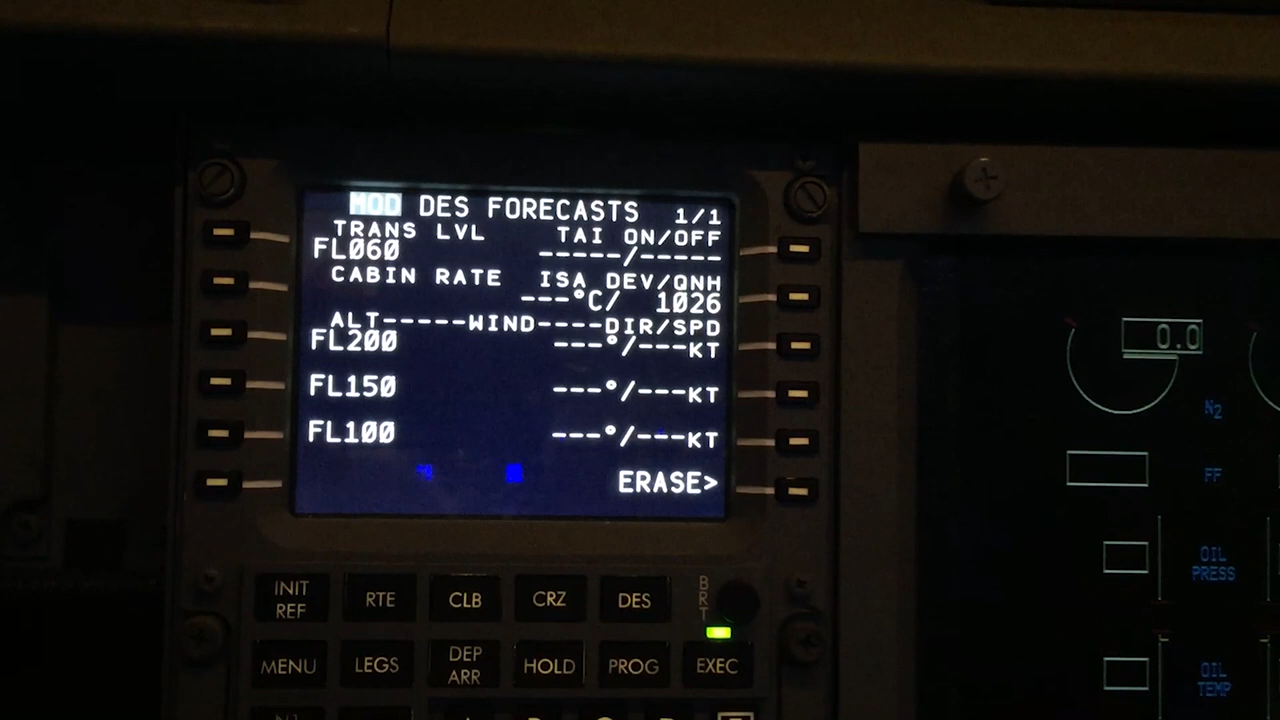 MOD DES FORECASTS 1/1
TRANS LVL TAI ON/OFF
FL060 -----/-----
CABIN RATE ISA DEV/QNH
---°C/ 1026
ALT-----WIND----DIR/SPD
FL200 ---°/---KT
FL150 ---°/---KT
FL100 ---°/---KT
ERASE>
INIT REF
RTE
CLB
CRZ
DES
BRT
MENU
LEGS
DEP ARR
HOLD
PROG
EXEC
0.0
N2
FF
OIL
PRESS
OIL
TEMP